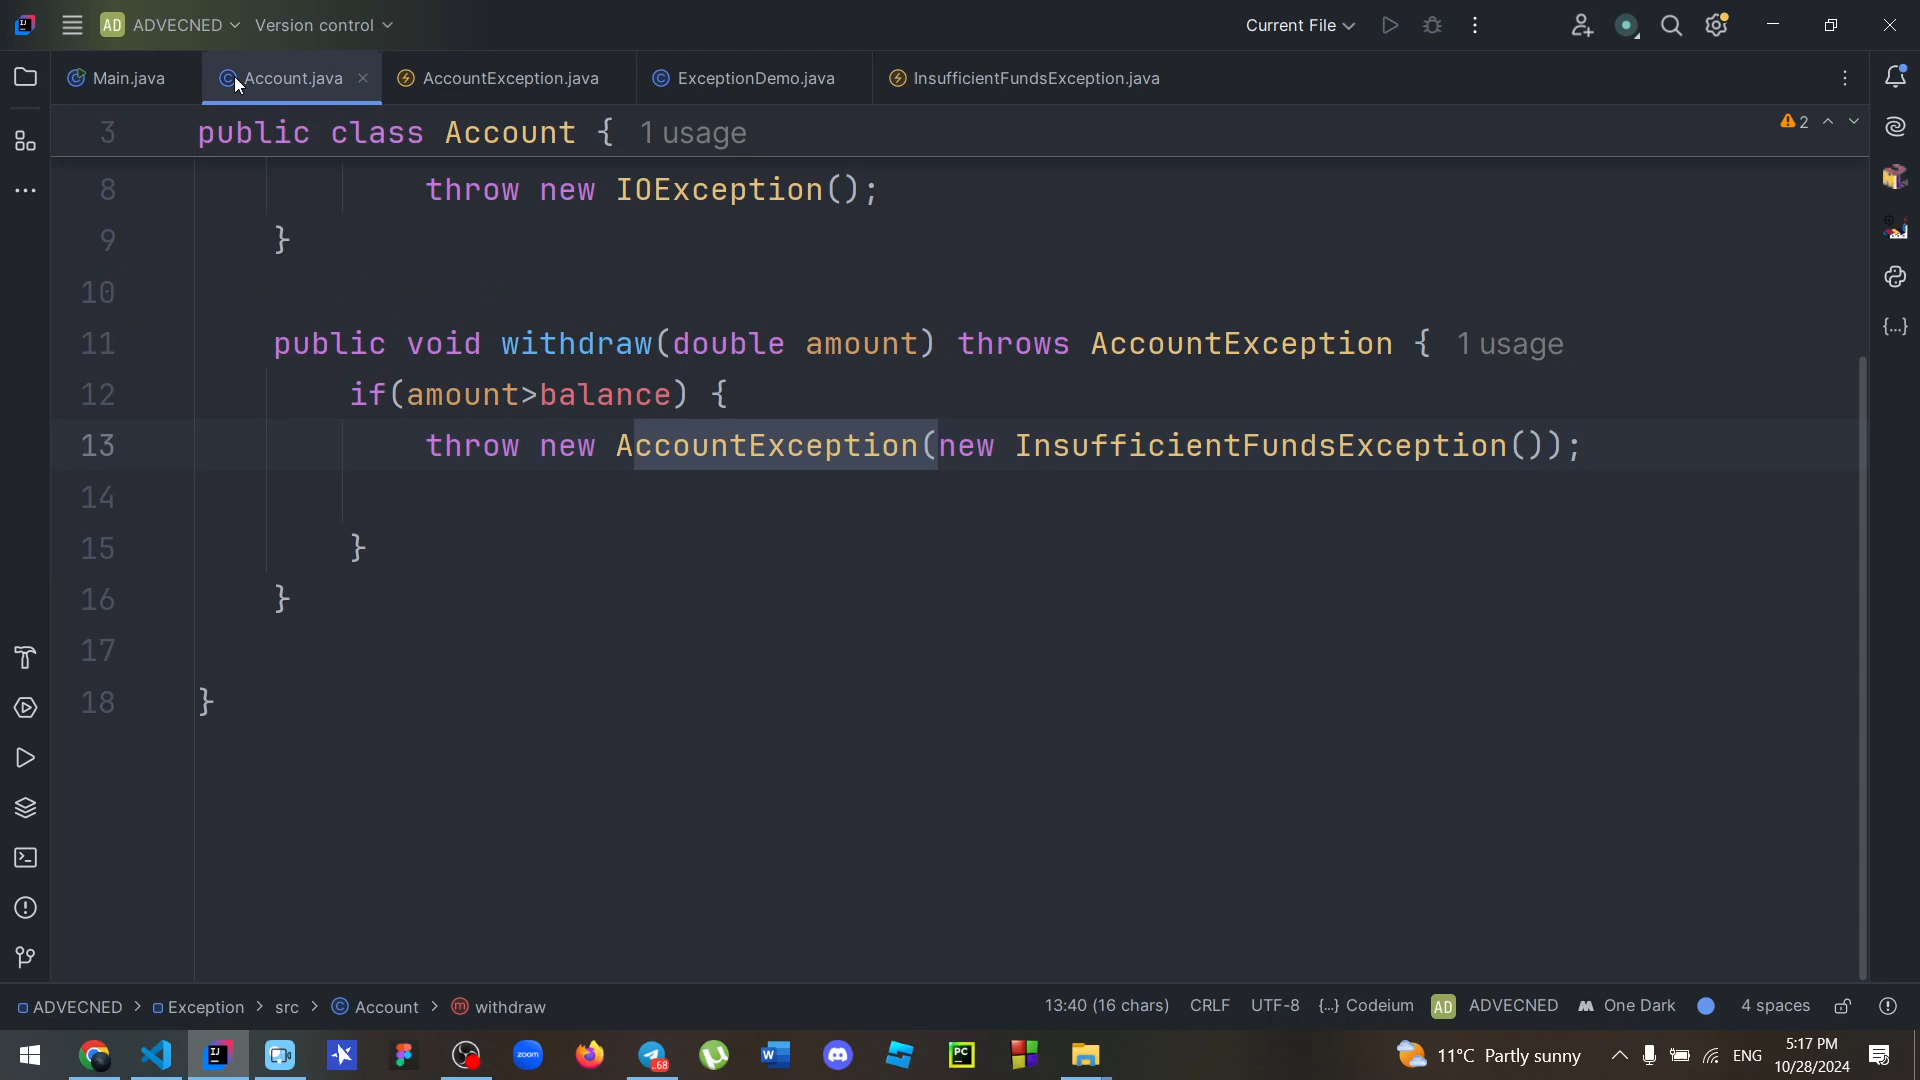 AD ADVECNED Version control Current File
Main.java Account.java AccountException.java ExceptionDemo.java InsufficientFundsException.java
3 public class Account { 1 usage 2
8 throw new IOException();
9 }
10
11 public void withdraw(double amount) throws AccountException { 1 usage
12 if(amount>balance) {
13 throw new AccountException(new InsufficientFundsException());
14
15 }
16 }
17
18 }
ADVECNED > Exception > src > Account > withdraw 13:40 (16 chars) CRLF UTF-8 {...} Codeium AD ADVECNED One Dark 4 spaces
zoom 68 W PC 11°C Partly sunny ENG 5:17 PM
10/28/2024